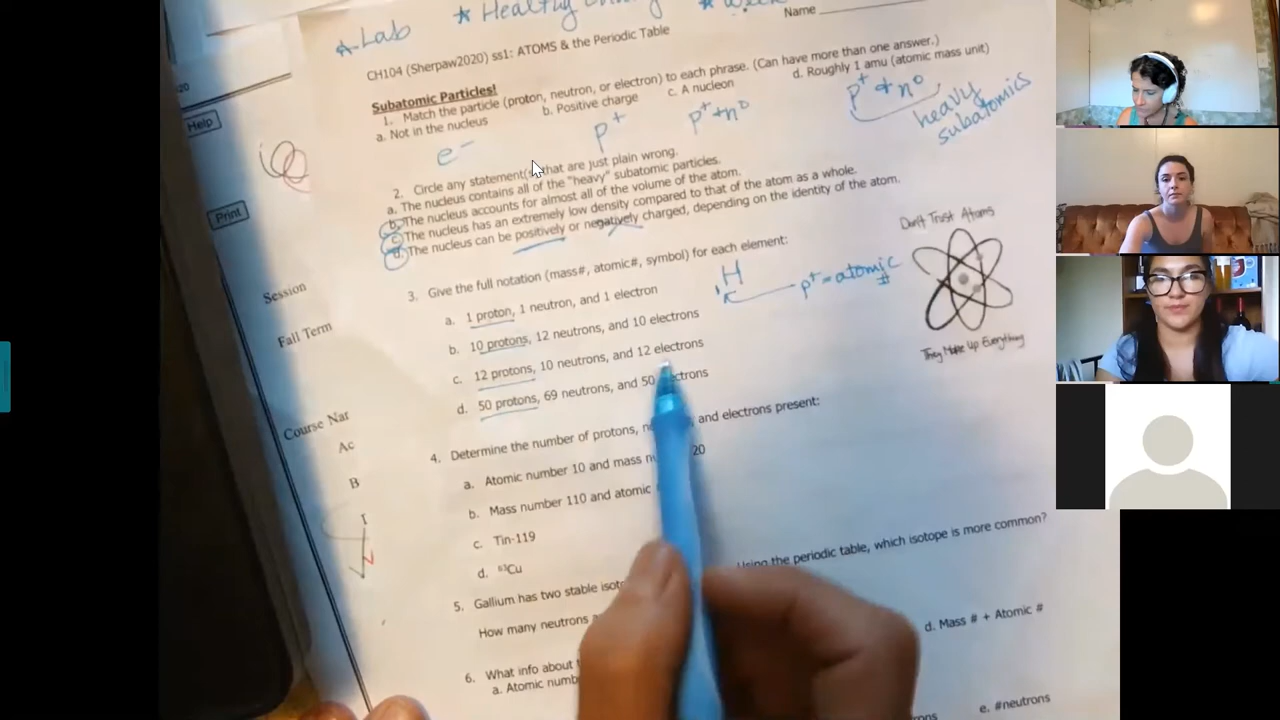 A-Lab ★ Healthy ★
Name
CH104 (Sherpaw2020) ss1: ATOMS & the Periodic Table
20
Help
Print
Session
Fall Term
Course Nar
Ac
B
I
Subatomic Particles!
1. Match the particle (proton, neutron, or electron) to each phrase. (Can have more than one answer.)
a. Not in the nucleus b. Positive charge c. A nucleon d. Roughly 1 amu (atomic mass unit)
e⁻ p⁺ p⁺+n⁰ p⁺+n⁰
heavy
subatomics
2. Circle any statement(s that are just plain wrong.
a. The nucleus contains all of the "heavy" subatomic particles.
b. The nucleus accounts for almost all of the volume of the atom.
c. The nucleus has an extremely low density compared to that of the atom as a whole.
d. The nucleus can be positively or negatively charged, depending on the identity of the atom.
3. Give the full notation (mass#, atomic#, symbol) for each element:
a. 1 proton, 1 neutron, and 1 electron
₁H p⁺=atomic
#
b. 10 protons, 12 neutrons, and 10 electrons
c. 12 protons, 10 neutrons, and 12 electrons
d. 50 protons, 69 neutrons, and 50 ectrons
Don't Trust Atoms
They Make Up Everything
4. Determine the number of protons, and electrons present:
a. Atomic number 10 and mass 20
b. Mass number 110 and atomic
c. Tin-119
d. ⁶³Cu
5. Gallium has two stable Using the periodic table, which isotope is more common?
How many neutrons
6. What info about
a. Atomic d. Mass # + Atomic #
e. #neutrons